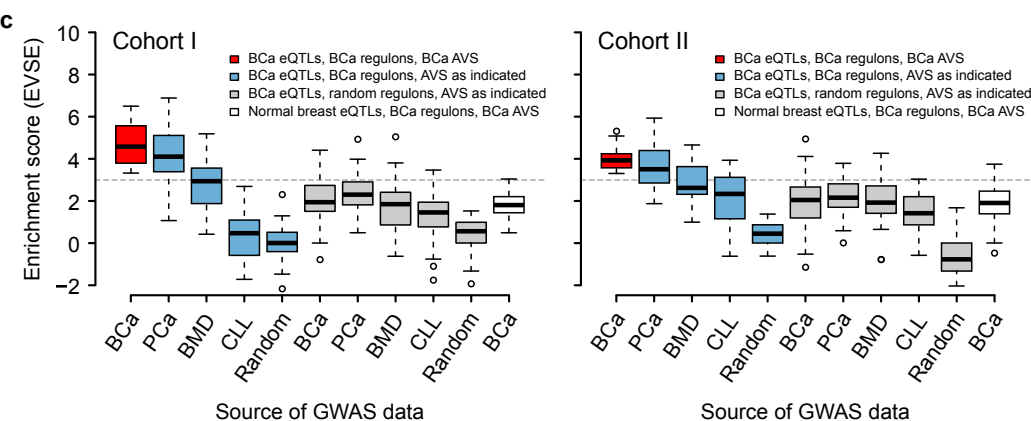 c
Enrichment score (EVSE)
10
8
6
4
2
0
−2
Cohort I
BCa eQTLs, BCa regulons, BCa AVS
BCa eQTLs, BCa regulons, AVS as indicated
BCa eQTLs, random regulons, AVS as indicated
Normal breast eQTLs, BCa regulons, BCa AVS
BCa
PCa
BMD
CLL
Random
BCa
PCa
BMD
CLL
Random
BCa
Source of GWAS data
Cohort II
BCa eQTLs, BCa regulons, BCa AVS
BCa eQTLs, BCa regulons, AVS as indicated
BCa eQTLs, random regulons, AVS as indicated
Normal breast eQTLs, BCa regulons, BCa AVS
BCa
PCa
BMD
CLL
Random
BCa
PCa
BMD
CLL
Random
BCa
Source of GWAS data